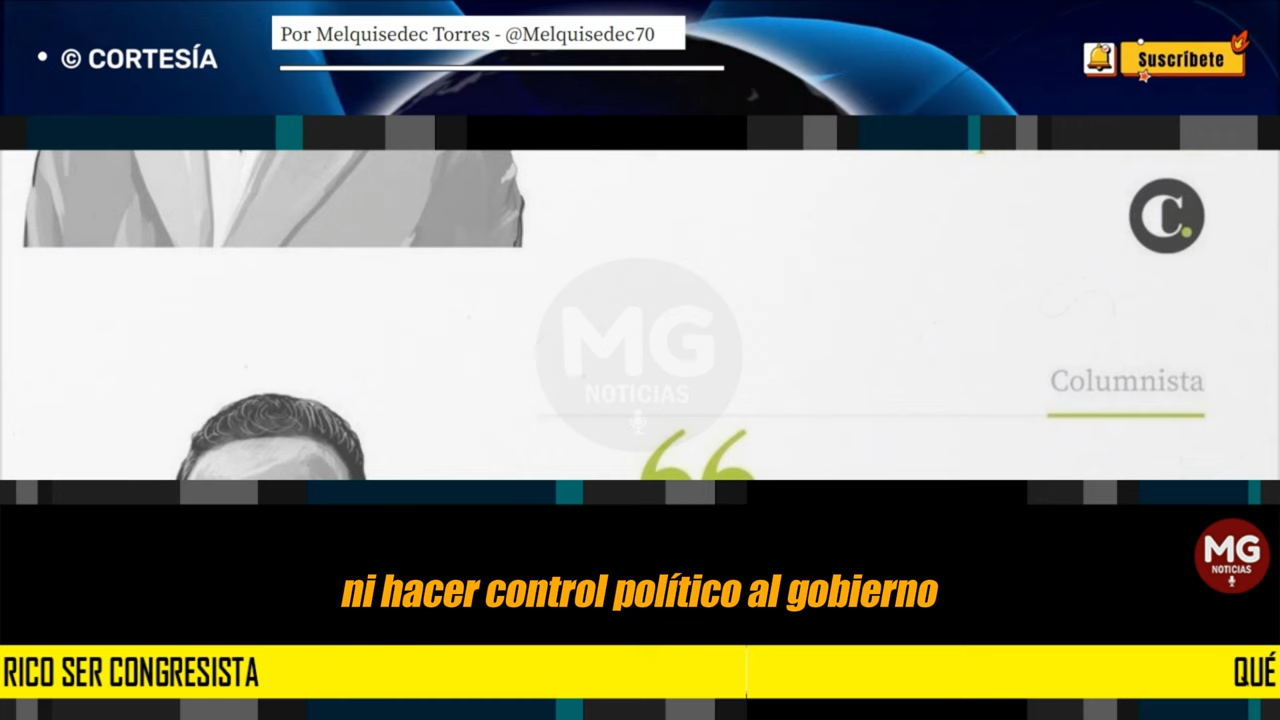 Por Melquisedec Torres - @Melquisedec70
• © CORTESÍA
Suscríbete
C.
MG
NOTICIAS
Columnista
“
MG
NOTICIAS
ni hacer control político al gobierno
RICO SER CONGRESISTA
QUÉ